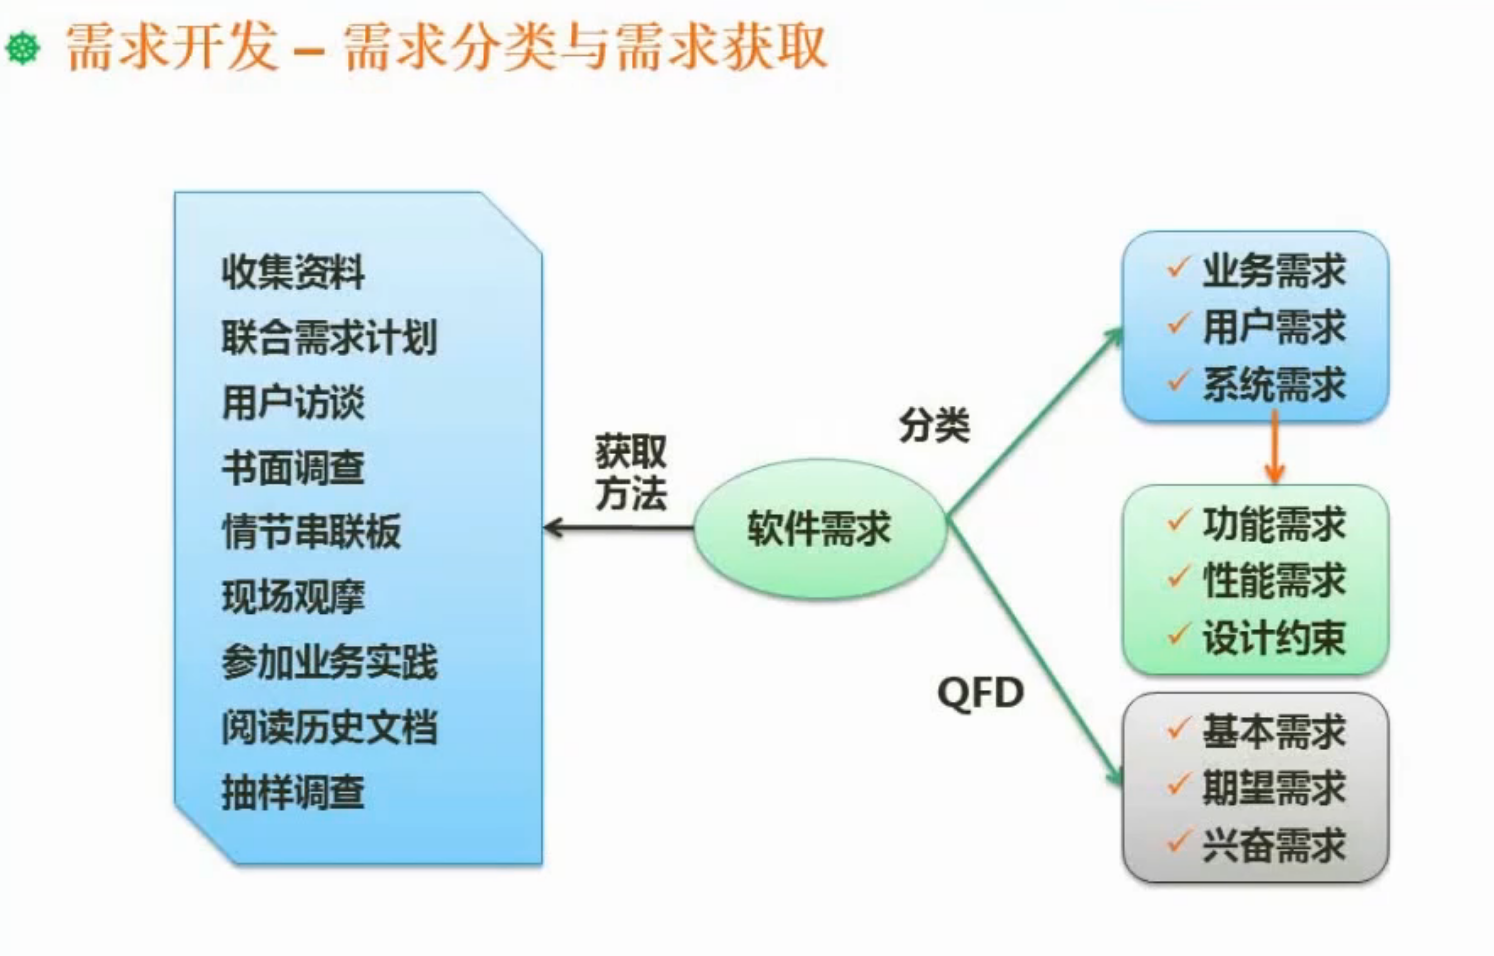 需求开发 – 需求分类与需求获取
收集资料
联合需求计划
用户访谈
书面调查
情节串联板
现场观摩
参加业务实践
阅读历史文档
抽样调查
获取
方法
软件需求
分类
QFD
业务需求
用户需求
系统需求
功能需求
性能需求
设计约束
基本需求
期望需求
兴奋需求